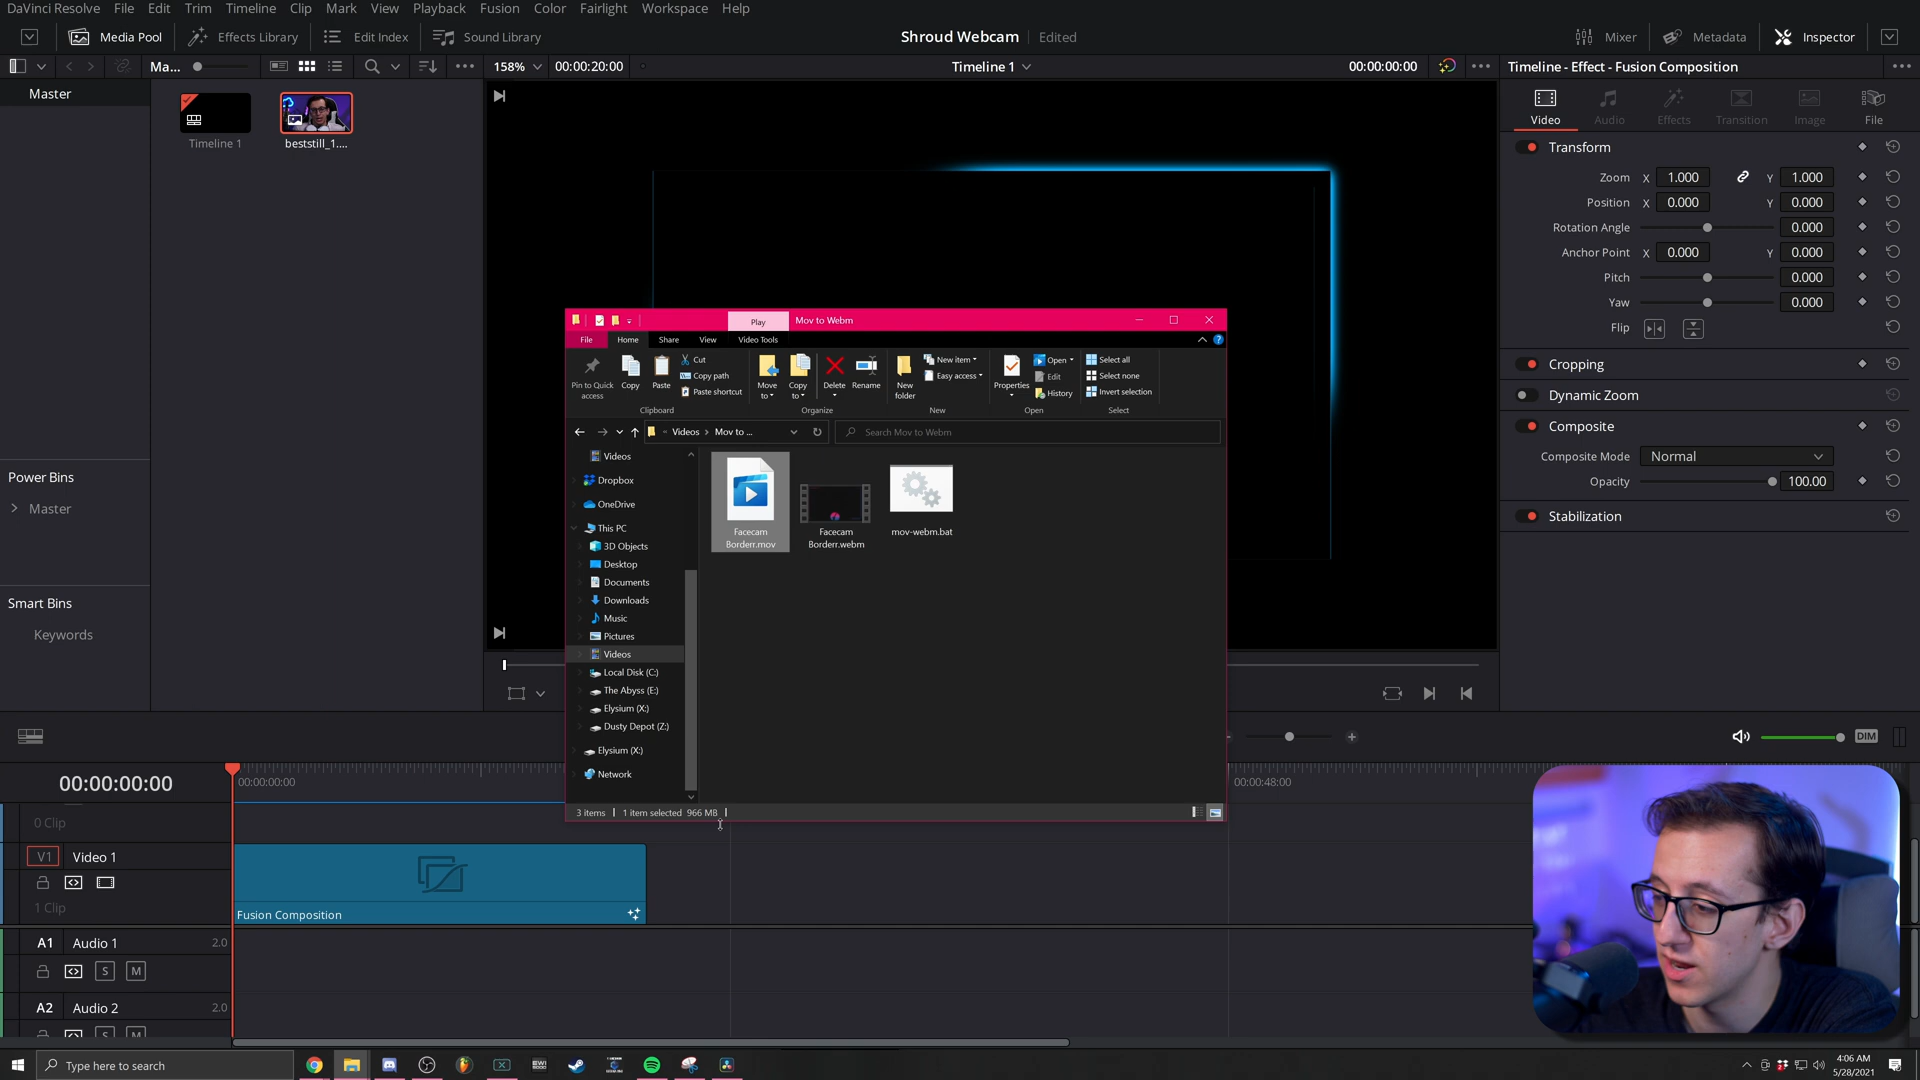 DaVinci Resolve File Edit Trim Timeline Clip Mark View Playback Fusion Color Fairlight Workspace Help
Media Pool Effects Library Edit Index Sound Library Shroud Webcam Edited Mixer Metadata Inspector
Ma... 158% 00:00:20:00 Timeline 1 00:00:00:00 Timeline - Effect - Fusion Composition
Master
Timeline 1
beststill_1....
Power Bins
Master
Smart Bins
Keywords
Video Audio Effects Transition Image File
Transform
Zoom X 1.000 Y 1.000
Position X 0.000 Y 0.000
Rotation Angle 0.000
Anchor Point X 0.000 Y 0.000
Pitch 0.000
Yaw 0.000
Flip
Cropping
Dynamic Zoom
Composite
Composite Mode Normal
Opacity 100.00
Stabilization
Play Mov to Webm
File Home Share View Video Tools
Pin to Quick access
Copy
Paste
Cut
Copy path
Paste shortcut
Move to
Copy to
Delete
Rename
New folder
New item
Easy access
Properties
Open
Edit
History
Select all
Select none
Invert selection
Clipboard Organize New Open Select
Videos Mov to ... Search Mov to Webm
Videos
Dropbox
OneDrive
This PC
3D Objects
Desktop
Documents
Downloads
Music
Pictures
Videos
Local Disk (C:)
The Abyss (E:)
Elysium (X:)
Dusty Depot (Z:)
Elysium (X:)
Network
Facecam
Borderr.mov
Facecam
Borderr.webm
mov-webm.bat
3 items 1 item selected 966 MB
DIM
00:00:00:00 00:00:00:00 00:00:48:00
0 Clip
V1 Video 1
1 Clip
Fusion Composition
A1 Audio 1 2.0
S M
A2 Audio 2 2.0
S M
Type here to search
4:06 AM
5/28/2021